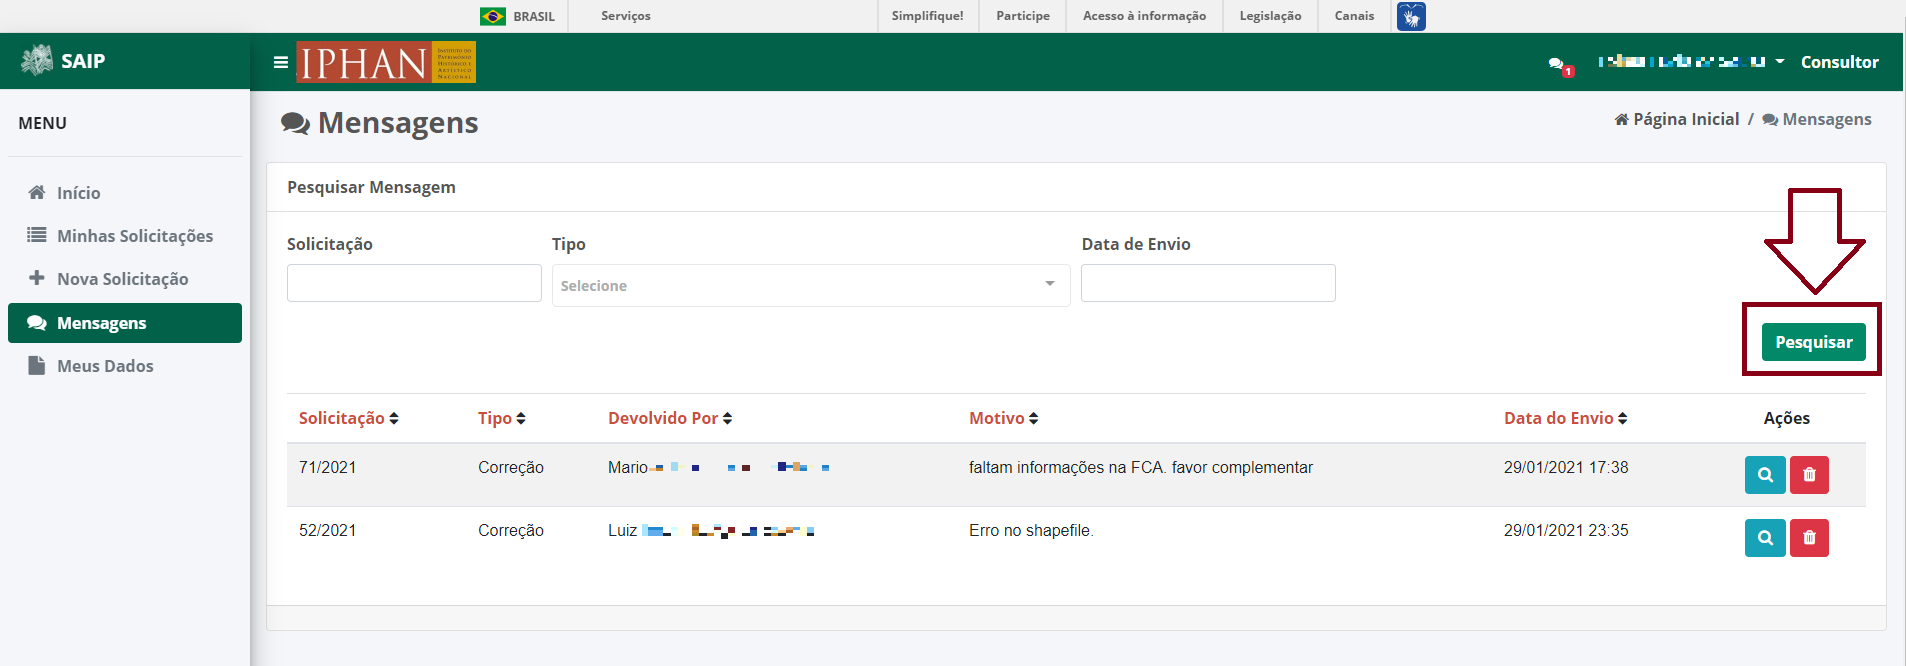 BRASIL Serviços Simplifique! Participe Acesso à informação Legislação Canais
SAIP
IPHAN
INSTITUTO DO
PATRIMÔNIO
HISTÓRICO E
ARTÍSTICO
NACIONAL
1
Consultor
MENU
Início
Minhas Solicitações
Nova Solicitação
Mensagens
Meus Dados
Mensagens
Página Inicial / Mensagens
Pesquisar Mensagem
Solicitação Tipo Data de Envio
Selecione
Pesquisar
Solicitação Tipo Devolvido Por Motivo Data do Envio Ações
71/2021 Correção Mario faltam informações na FCA. favor complementar 29/01/2021 17:38
52/2021 Correção Luiz Erro no shapefile. 29/01/2021 23:35